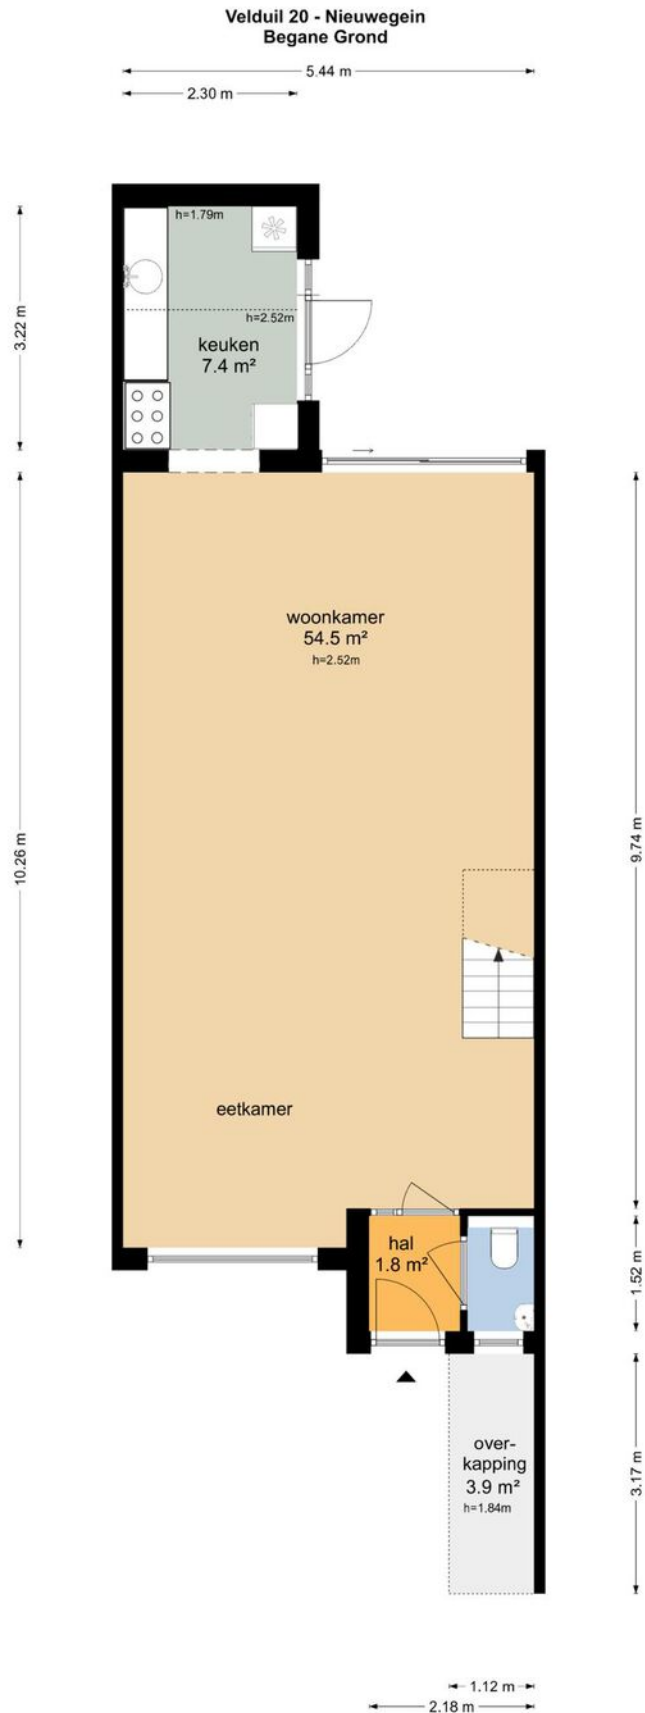 Velduil 20 - Nieuwegein
Begane Grond
5.44 m
2.30 m
h=1.79m
3.22 m
h=2.52m
keuken
7.4 m²
woonkamer
54.5 m²
h=2.52m
10.26 m
9.74 m
eetkamer
hal
1.8 m²
1.52 m
over-
kapping
3.9 m²
h=1.84m
3.17 m
1.12 m
2.18 m